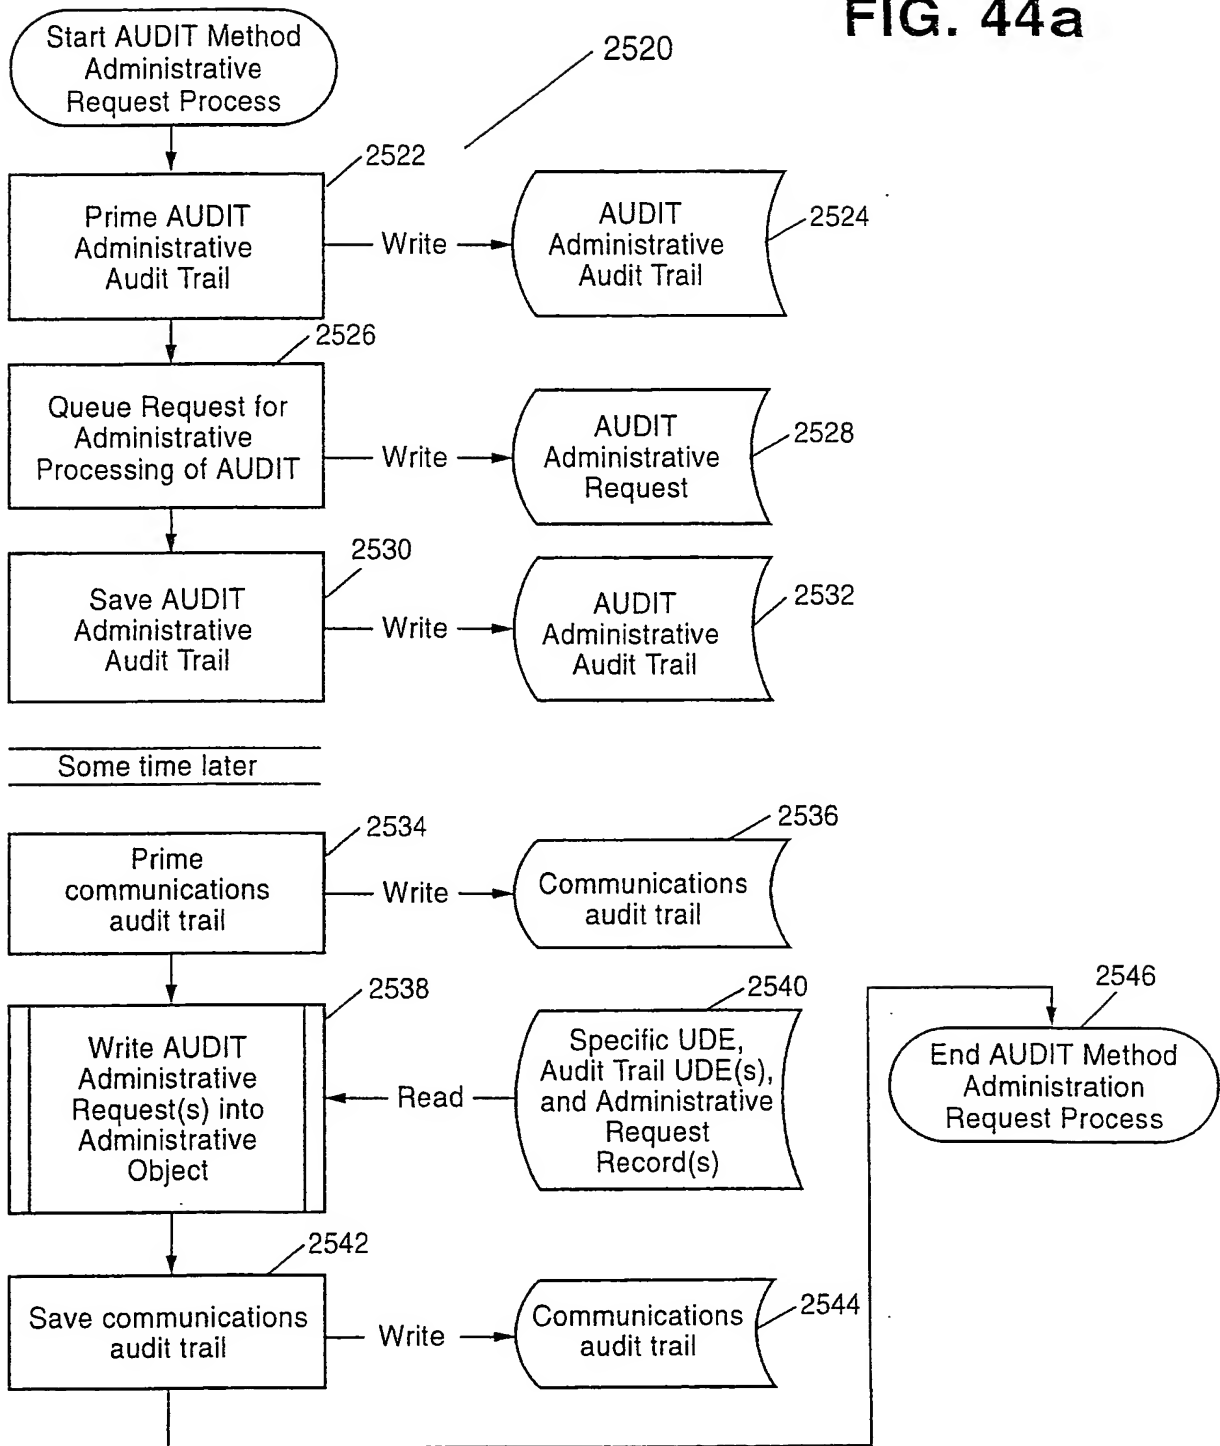 FIG. 44a
Start AUDIT Method
Administrative
Request Process
2520
2522
Prime AUDIT
Administrative
Audit Trail
Write
AUDIT
Administrative
Audit Trail
2524
2526
Queue Request for
Administrative
Processing of AUDIT
Write
AUDIT
Administrative
Request
2528
2530
Save AUDIT
Administrative
Audit Trail
Write
AUDIT
Administrative
Audit Trail
2532
Some time later
2534
Prime
communications
audit trail
Write
2536
Communications
audit trail
2538
Write AUDIT
Administrative
Request(s) into
Administrative
Object
Read
2540
Specific UDE,
Audit Trail UDE(s),
and Administrative
Request
Record(s)
2546
End AUDIT Method
Administration
Request Process
2542
Save communications
audit trail
Write
Communications
audit trail
2544